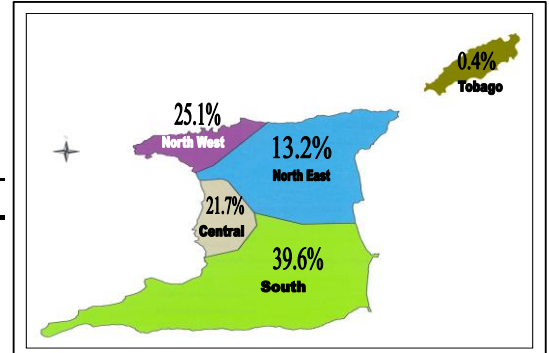 0.4%
Tobago
25.1%
North West
13.2%
North East
21.7%
Central
39.6%
South